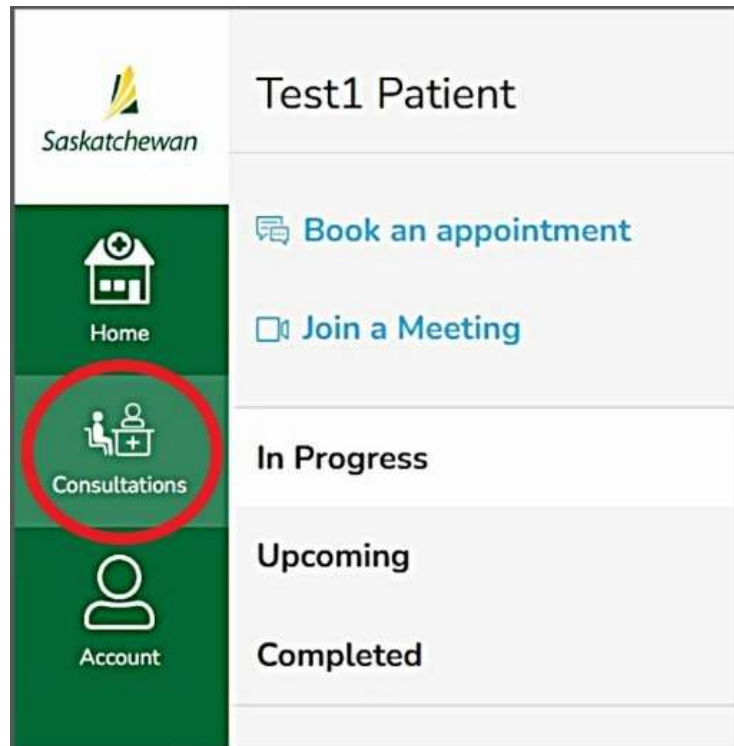 Saskatchewan
Home
Consultations
Account
Test1 Patient
Book an appointment
Join a Meeting
In Progress
Upcoming
Completed